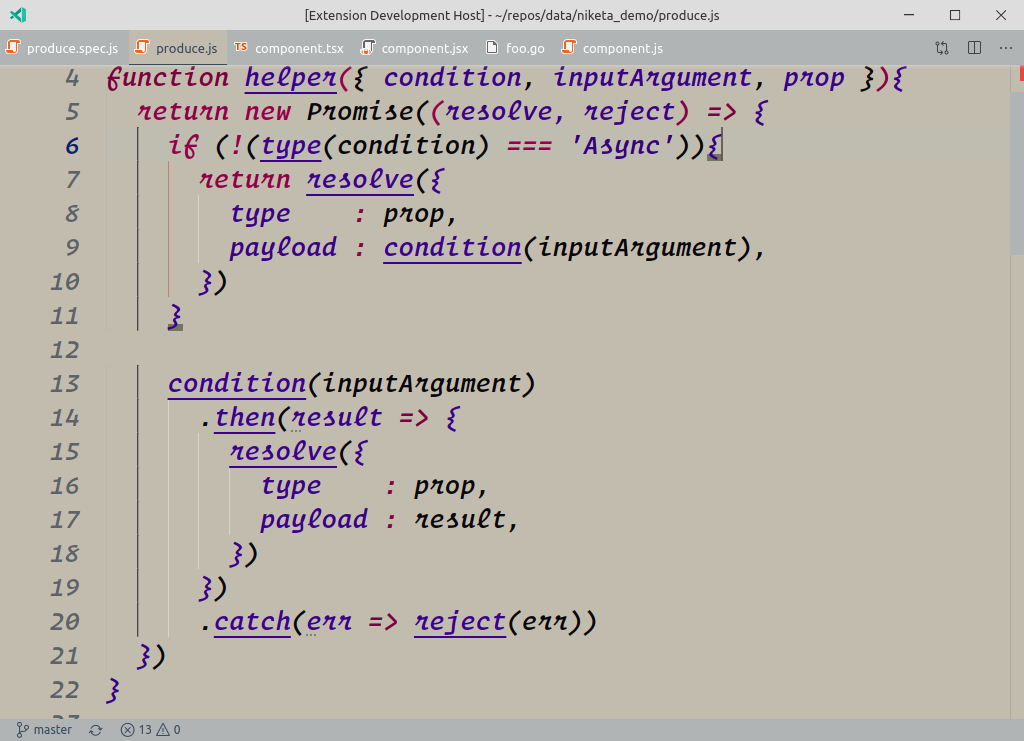 [Extension Development Host] - ~/repos/data/niketa_demo/produce.js
produce.spec.js produce.js TS component.tsx component.jsx foo.go component.js
4 function helper({ condition, inputArgument, prop }){
5 return new Promise((resolve, reject) => {
6 if (!(type(condition) === 'Async')){
7 return resolve({
8 type : prop,
9 payload : condition(inputArgument),
10 })
11 }
12
13 condition(inputArgument)
14 .then(result => {
15 resolve({
16 type : prop,
17 payload : result,
18 })
19 })
20 .catch(err => reject(err))
21 })
22 }
master 13 0